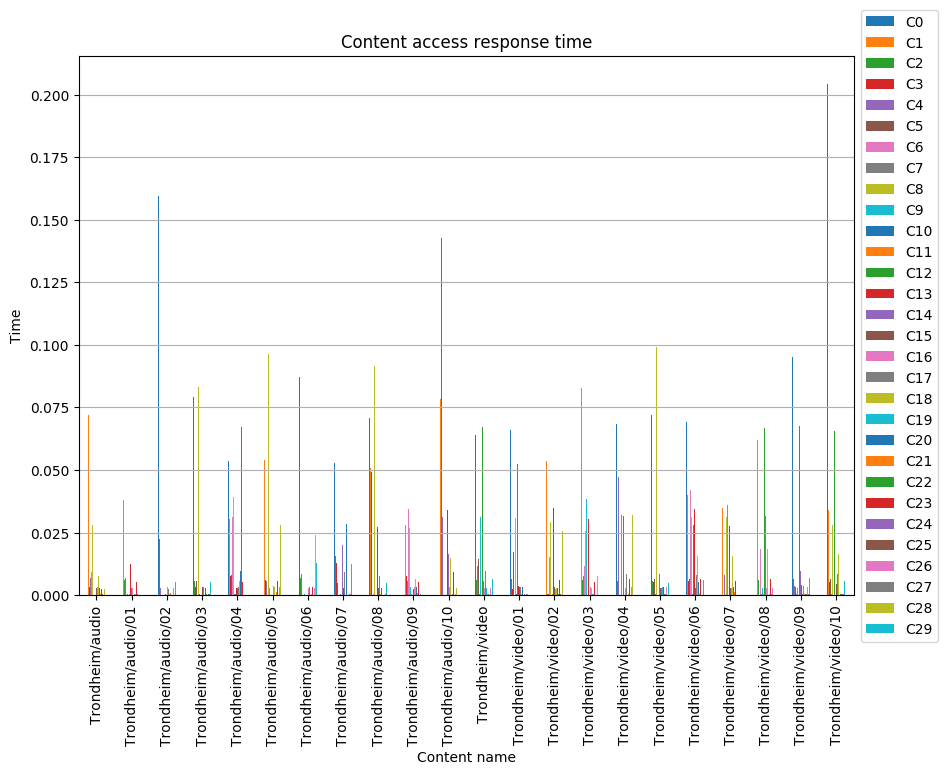 Content access response time
Time
0.200
0.175
0.150
0.125
0.100
0.075
0.050
0.025
0.000
Trondheim/audio
Trondheim/audio/01
Trondheim/audio/02
Trondheim/audio/03
Trondheim/audio/04
Trondheim/audio/05
Trondheim/audio/06
Trondheim/audio/07
Trondheim/audio/08
Trondheim/audio/09
Trondheim/audio/10
Trondheim/video
Trondheim/video/01
Trondheim/video/02
Trondheim/video/03
Trondheim/video/04
Trondheim/video/05
Trondheim/video/06
Trondheim/video/07
Trondheim/video/08
Trondheim/video/09
Trondheim/video/10
Content name
C0
C1
C2
C3
C4
C5
C6
C7
C8
C9
C10
C11
C12
C13
C14
C15
C16
C17
C18
C19
C20
C21
C22
C23
C24
C25
C26
C27
C28
C29